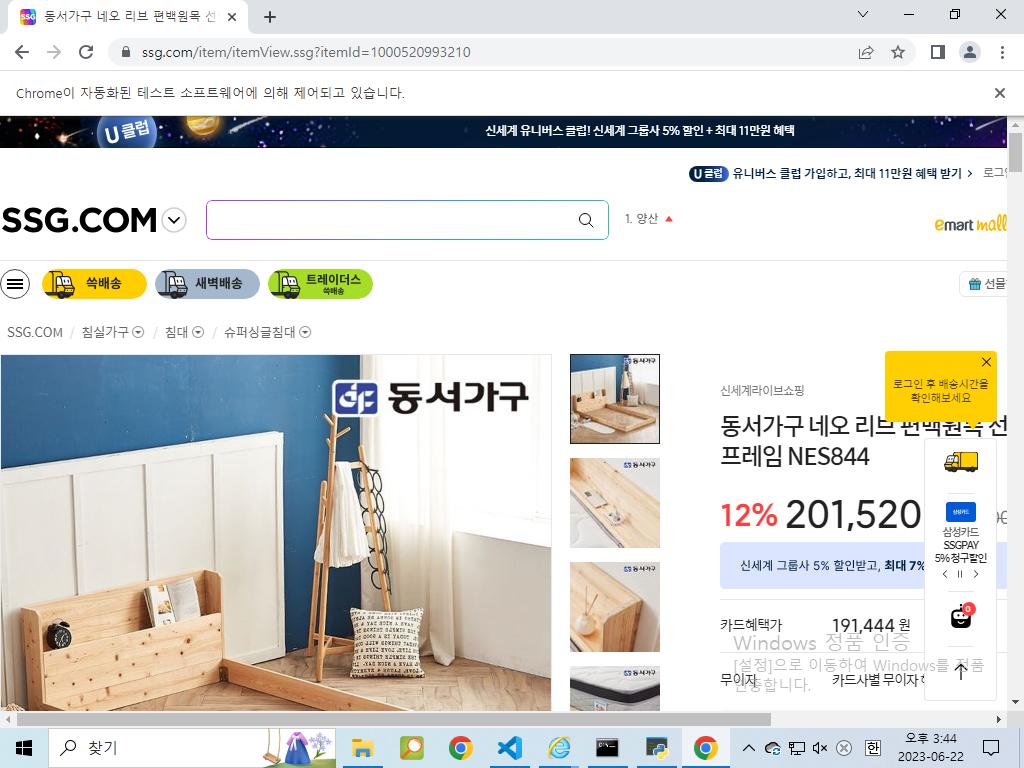 동서가구 네오 리브 편백원목 선
ssg.com/item/itemView.ssg?itemId=1000520993210
Chrome이 자동화된 테스트 소프트웨어에 의해 제어되고 있습니다.
U 클럽
신세계 유니버스 클럽! 신세계 그룹사 5% 할인 + 최대 11만원 혜택
U 클럽 유니버스 클럽 가입하고, 최대 11만원 혜택 받기 >
SSG.COM
1. 양산
emart mall
쓱배송
새벽배송
트레이더스
쓱배송
선물
SSG.COM / 침실가구 / 침대 / 슈퍼싱글침대
동서가구
신세계라이브쇼핑
로그인 후 배송시간을
확인해보세요
동서가구 네오 리브 편백원목 선
프레임 NES844
12% 201,520
삼성카드
삼성카드
SSGPAY
5% 청구할인
신세계 그룹사 5% 할인받고, 최대 7%
0
카드혜택가 191,444 원
Windows 정품 인증
[설정]으로 이동하여 Windows를 정품
인증합니다.
무이자 카드사별 무이자
찾기
한
오후 3:44
2023-06-22